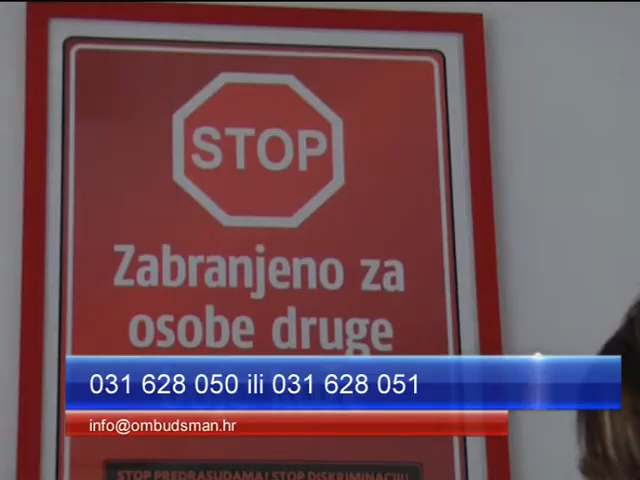 STOP
Zabranjeno za
osobe druge
031 628 050 ili 031 628 051
info@ombudsman.hr
STOP PREDRASUDAMA! STOP DISKRIMINACIJI!